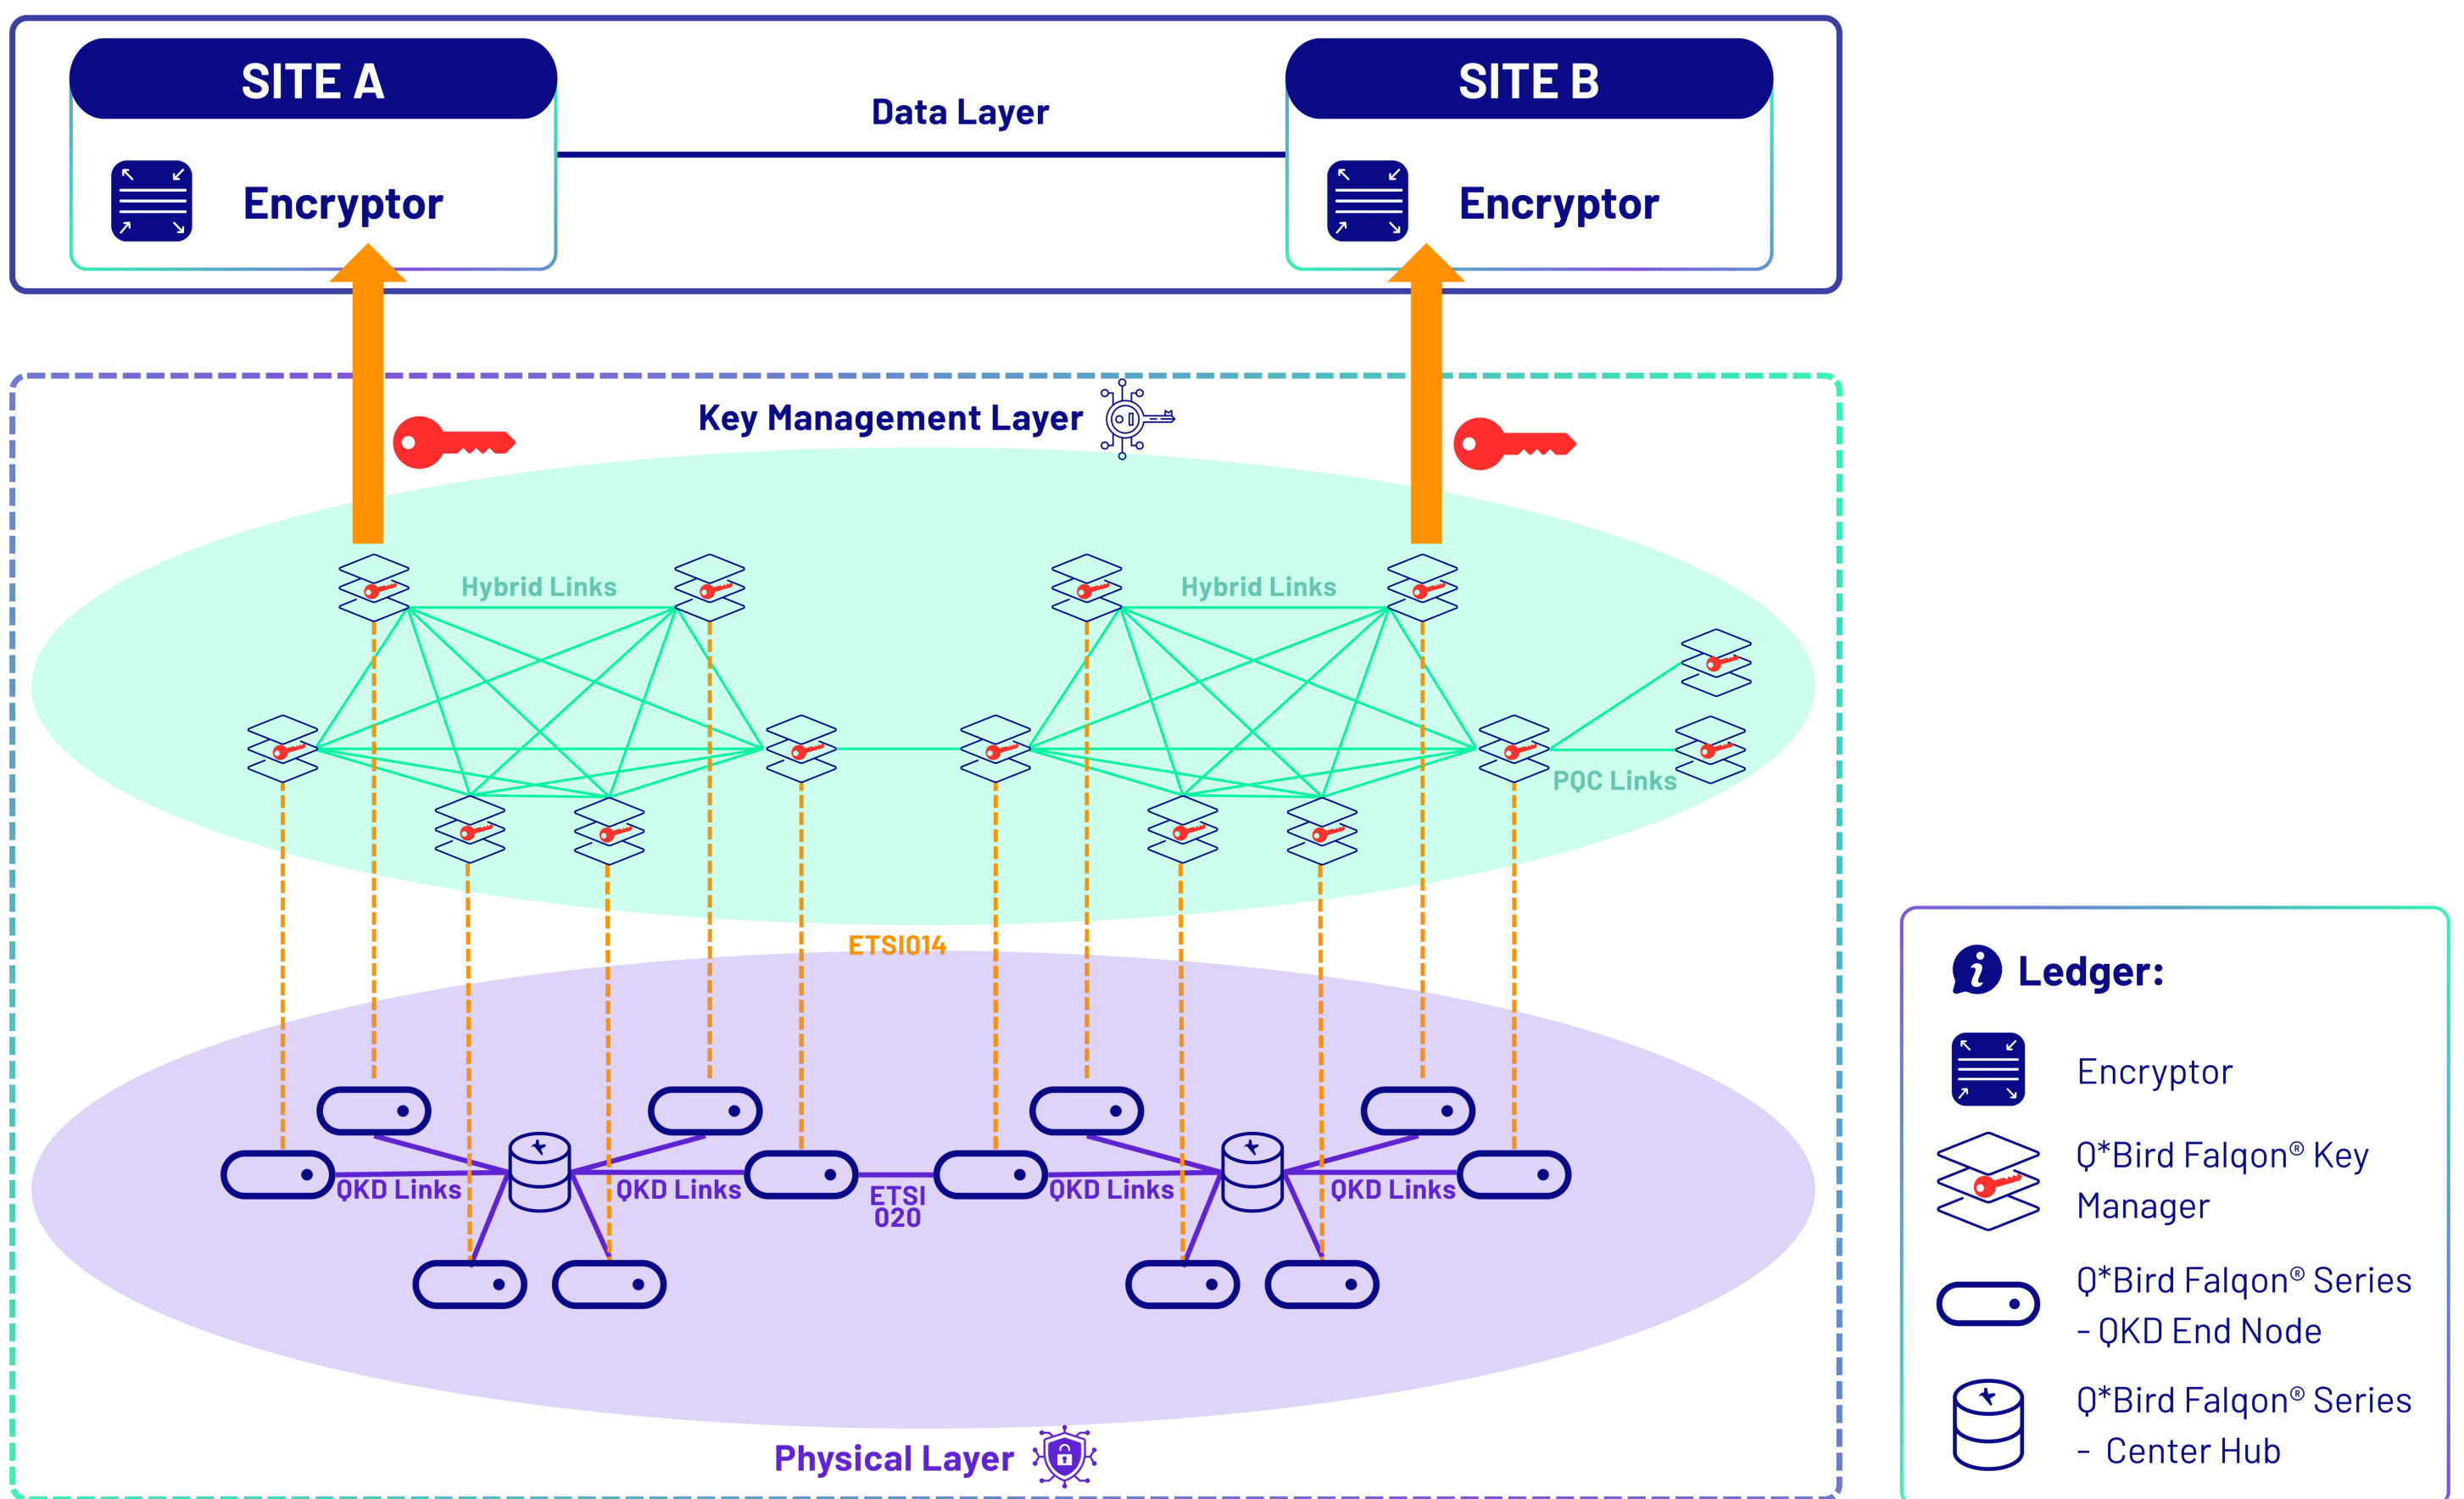 SITE A
SITE B
Data Layer
Encryptor
Encryptor
Key Management Layer
Hybrid Links
Hybrid Links
PQC Links
ETSI014
QKD Links
QKD Links
ETSI
020
QKD Links
QKD Links
Physical Layer
Ledger:
Encryptor
Q*Bird Falqon® Key
Manager
Q*Bird Falqon® Series
- QKD End Node
Q*Bird Falqon® Series
- Center Hub